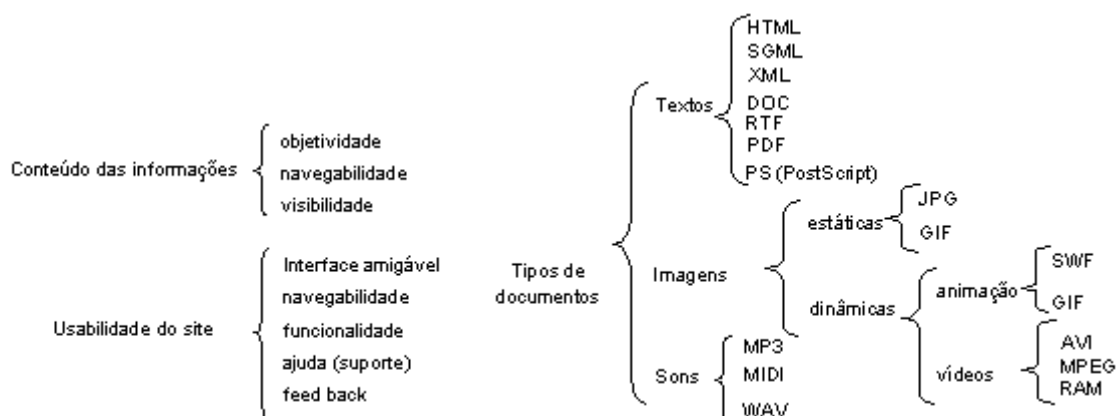 Conteúdo das informações
objetividade
navegabilidade
visibilidade
Usabilidade do site
Interface amigável
navegabilidade
funcionalidade
ajuda (suporte)
feed back
Tipos de
documentos
Textos
HTML
SGML
XML
DOC
RTF
PDF
PS (PostScript)
Imagens
estáticas
JPG
GIF
dinâmicas
animação
SWF
GIF
vídeos
AVI
MPEG
RAM
Sons
MP3
MIDI
WAV